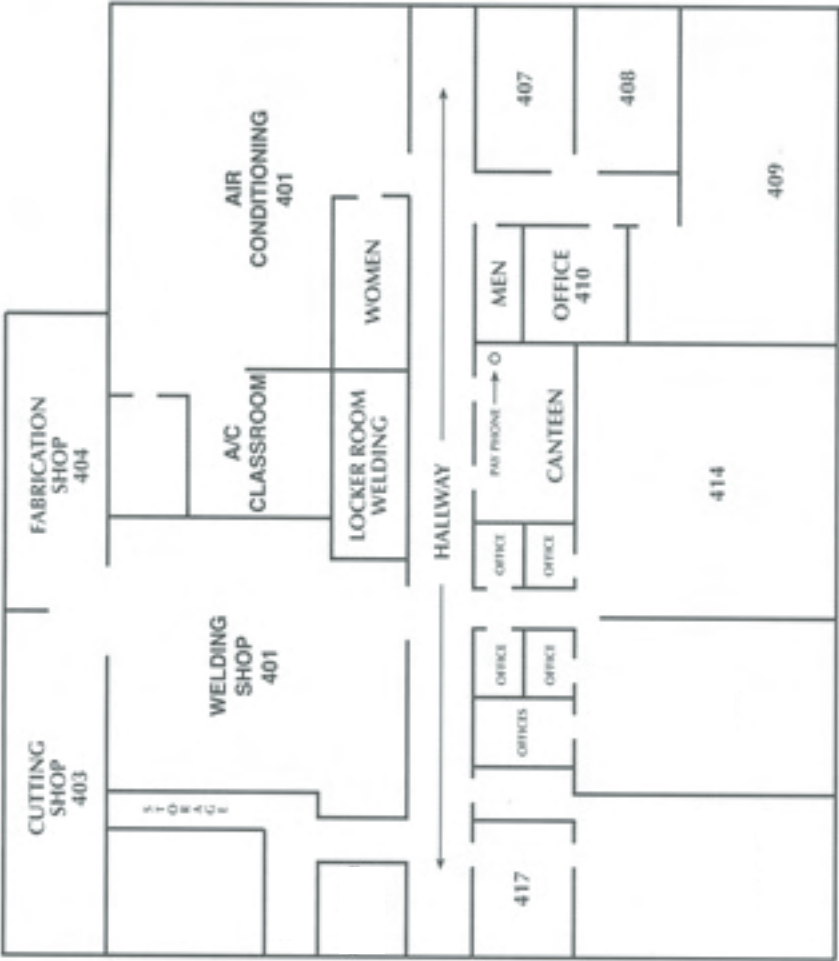 FABRICATION
SHOP
404
CUTTING
SHOP
403
AIR
CONDITIONING
401
A/C
CLASSROOM
WOMEN
LOCKER ROOM
WELDING
WELDING
SHOP
401
STORAGE
HALLWAY
407
408
409
MEN
OFFICE
410
PAY PHONE
CANTEEN
414
OFFICE
OFFICE
OFFICE
OFFICE
OFFICES
417